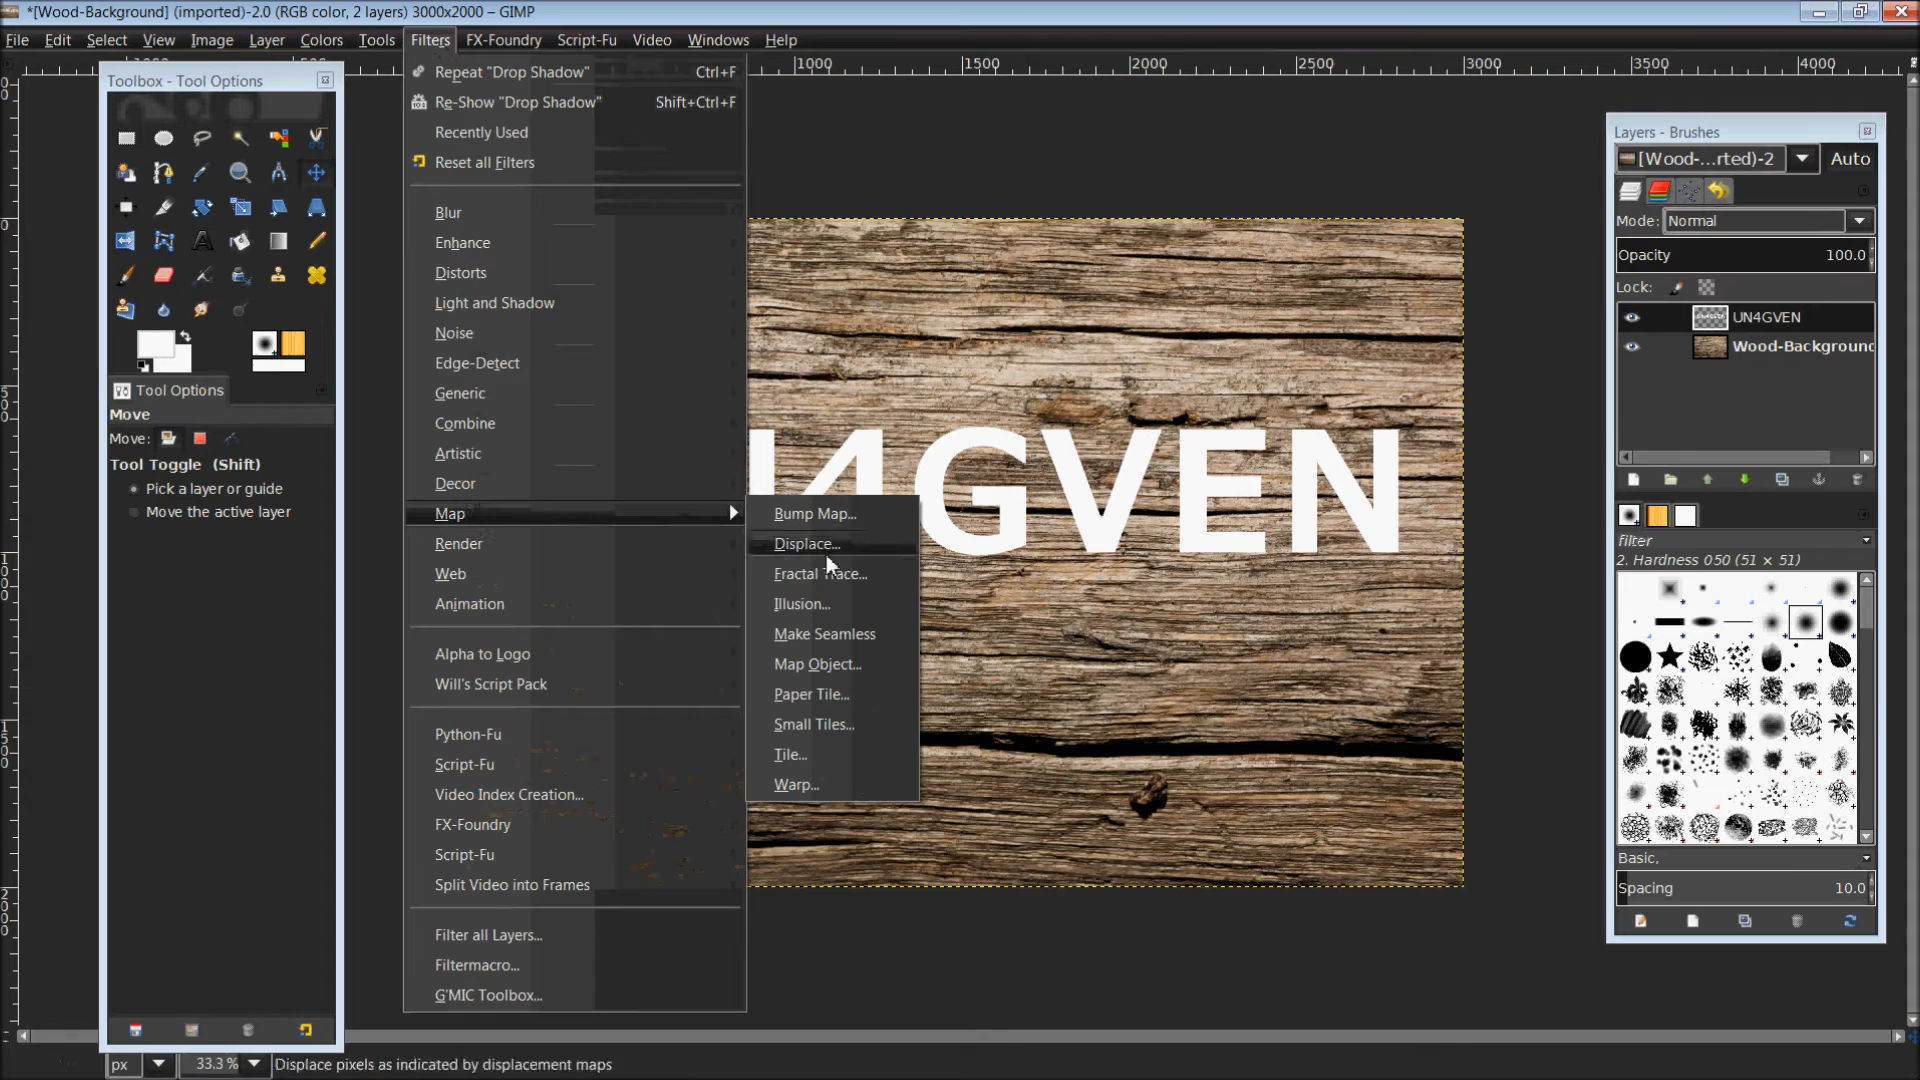 *[Wood-Background] (imported)-2.0 (RGB color, 2 layers) 3000x2000 – GIMP
File Edit Select View Image Layer Colors Tools Filters FX-Foundry Script-Fu Video Windows Help
1000 1500 2000 2500 3000 3500 4000
Toolbox - Tool Options
Tool Options
Move
Move:
Tool Toggle (Shift)
Pick a layer or guide
Move the active layer
Repeat "Drop Shadow" Ctrl+F
Re-Show "Drop Shadow" Shift+Ctrl+F
Recently Used
Reset all Filters
Blur
Enhance
Distorts
Light and Shadow
Noise
Edge-Detect
Generic
Combine
Artistic
Decor
Map
Render
Web
Animation
Alpha to Logo
Will's Script Pack
Python-Fu
Script-Fu
Video Index Creation...
FX-Foundry
Script-Fu
Split Video into Frames
Filter all Layers...
Filtermacro...
G'MIC Toolbox...
Bump Map...
Displace...
Fractal Trace...
Illusion...
Make Seamless
Map Object...
Paper Tile...
Small Tiles...
Tile...
Warp...
N4GVEN
Layers - Brushes
[Wood-...rted)-2 Auto
Mode: Normal
Opacity 100.0
Lock:
UN4GVEN
Wood-Background
filter
2. Hardness 050 (51 × 51)
Basic,
Spacing 10.0
px 33.3 % Displace pixels as indicated by displacement maps